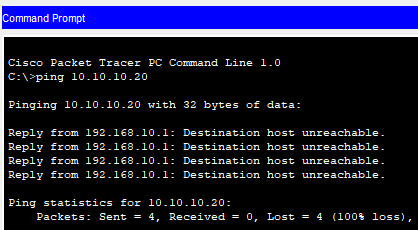 Command Prompt
Cisco Packet Tracer PC Command Line 1.0
C:\>ping 10.10.10.20
Pinging 10.10.10.20 with 32 bytes of data:
Reply from 192.168.10.1: Destination host unreachable.
Reply from 192.168.10.1: Destination host unreachable.
Reply from 192.168.10.1: Destination host unreachable.
Reply from 192.168.10.1: Destination host unreachable.
Ping statistics for 10.10.10.20:
Packets: Sent = 4, Received = 0, Lost = 4 (100% loss),